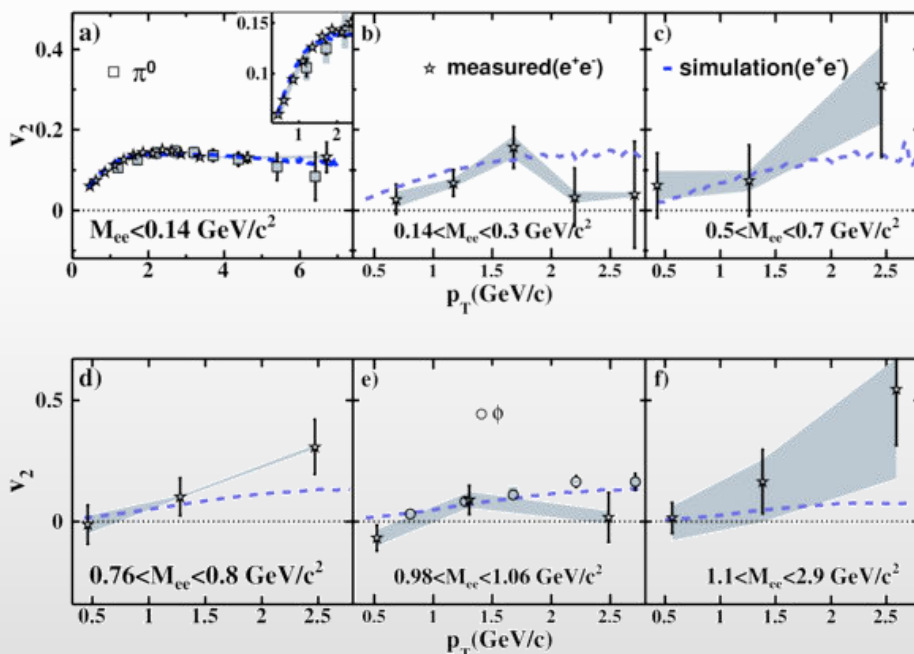 a)
π⁰
0.15
0.1
1 2
b)
measured(e⁺e⁻)
c)
simulation(e⁺e⁻)
0.4
0.2
0
v₂
M_ee<0.14 GeV/c²
0.14<M_ee<0.3 GeV/c²
0.5<M_ee<0.7 GeV/c²
0 2 4 6
0.5 1 1.5 2 2.5
0.5 1 1.5 2 2.5
p_T(GeV/c)
d)
e)
φ
f)
0.5
0
v₂
0.76<M_ee<0.8 GeV/c²
0.98<M_ee<1.06 GeV/c²
1.1<M_ee<2.9 GeV/c²
0.5 1 1.5 2 2.5
0.5 1 1.5 2 2.5
0.5 1 1.5 2 2.5
p_T(GeV/c)